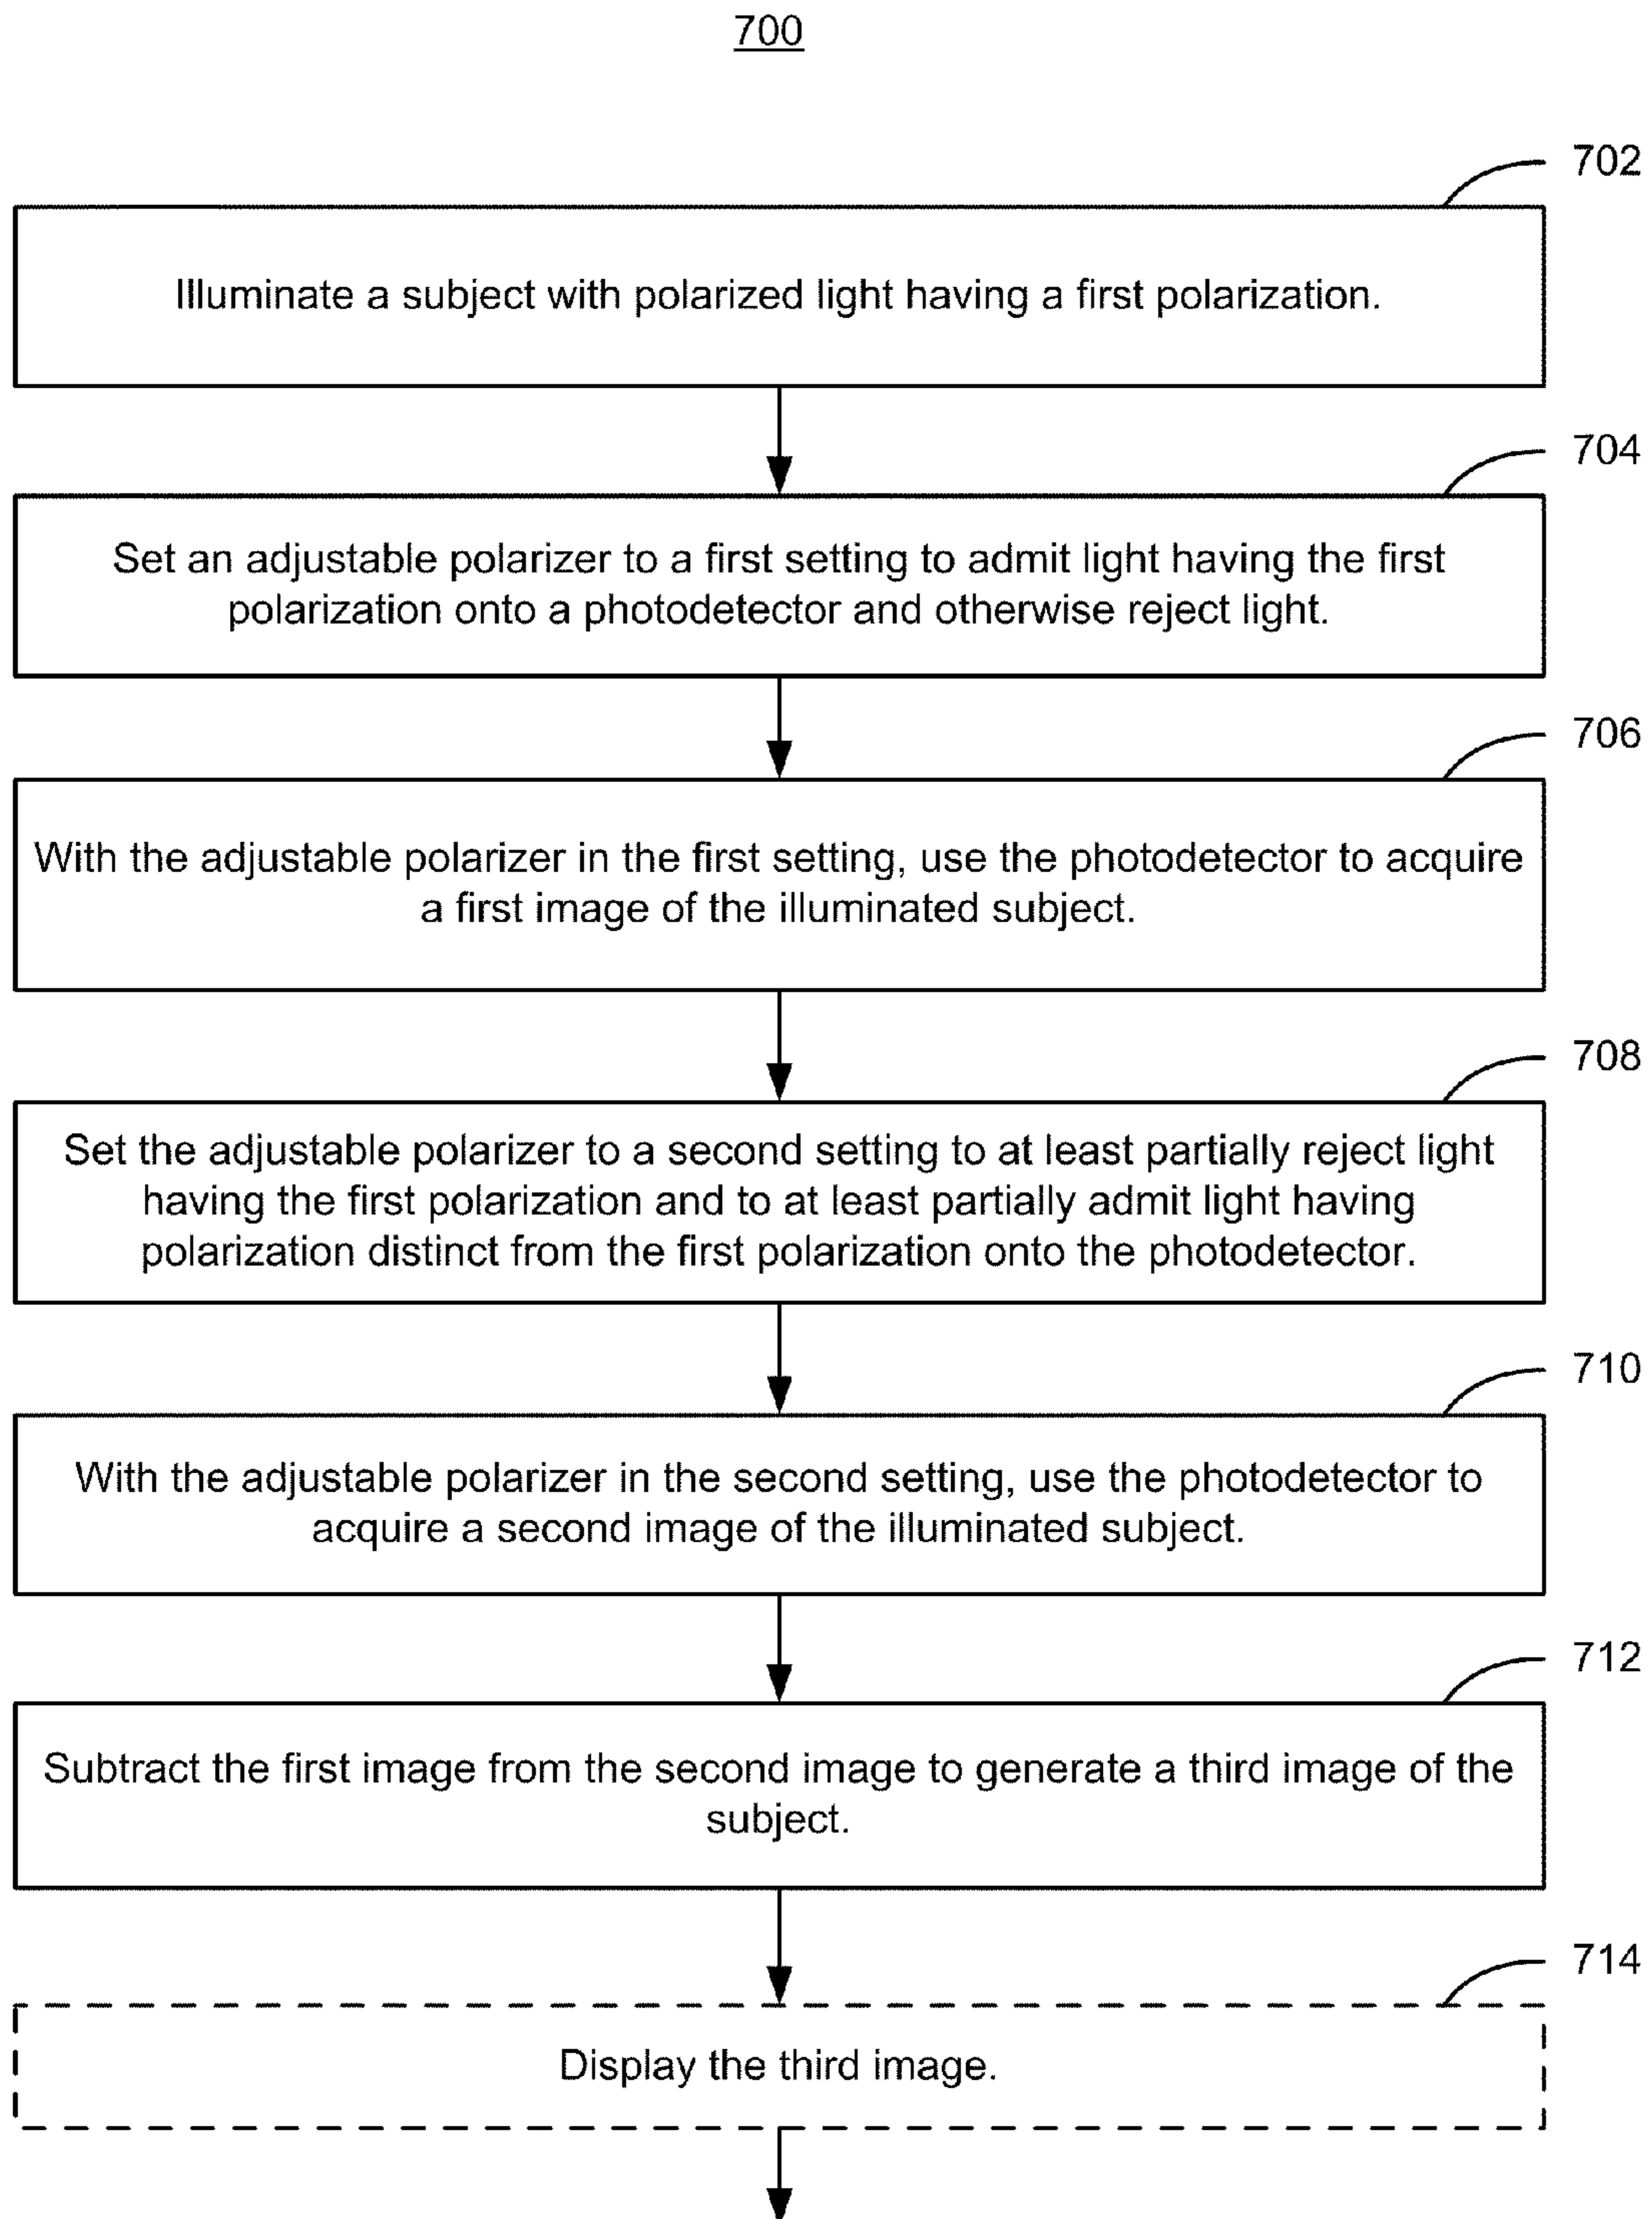 700
702
Illuminate a subject with polarized light having a first polarization.
704
Set an adjustable polarizer to a first setting to admit light having the first
polarization onto a photodetector and otherwise reject light.
706
With the adjustable polarizer in the first setting, use the photodetector to acquire
a first image of the illuminated subject.
708
Set the adjustable polarizer to a second setting to at least partially reject light
having the first polarization and to at least partially admit light having
polarization distinct from the first polarization onto the photodetector.
710
With the adjustable polarizer in the second setting, use the photodetector to
acquire a second image of the illuminated subject.
712
Subtract the first image from the second image to generate a third image of the
subject.
714
Display the third image.